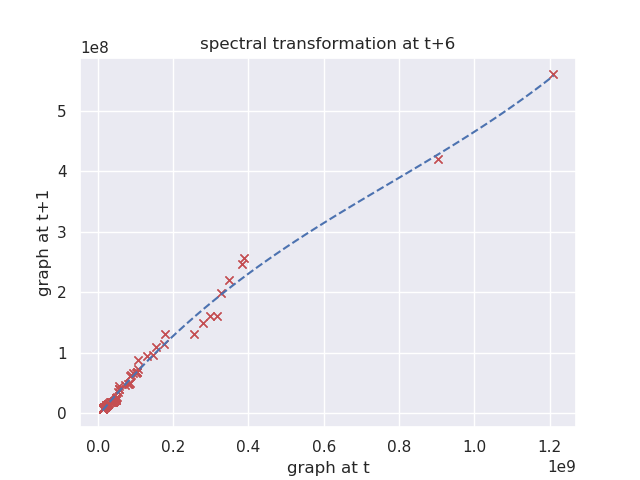 spectral transformation at t+6
1e8
5
4
3
2
1
0
graph at t+1
0.0 0.2 0.4 0.6 0.8 1.0 1.2
1e9
graph at t